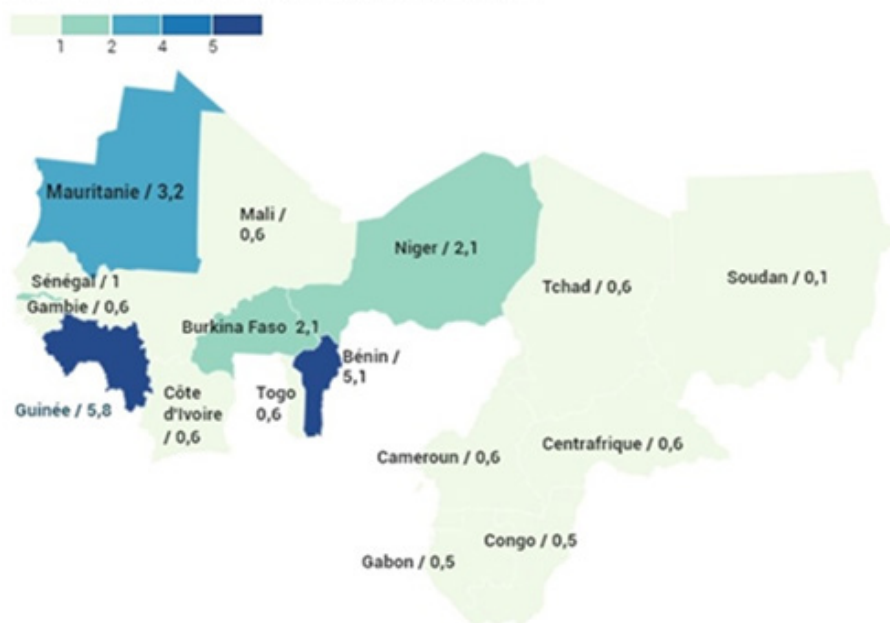 1 2 4 5
Mauritanie / 3,2
Mali /
0,6
Niger / 2,1
Tchad / 0,6
Soudan / 0,1
Sénégal / 1
Gambie / 0,6
Burkina Faso 2,1
Bénin /
5,1
Guinée / 5,8
Côte
d'Ivoire
/ 0,6
Togo
0,6
Cameroun / 0,6
Centrafrique / 0,6
Congo / 0,5
Gabon / 0,5